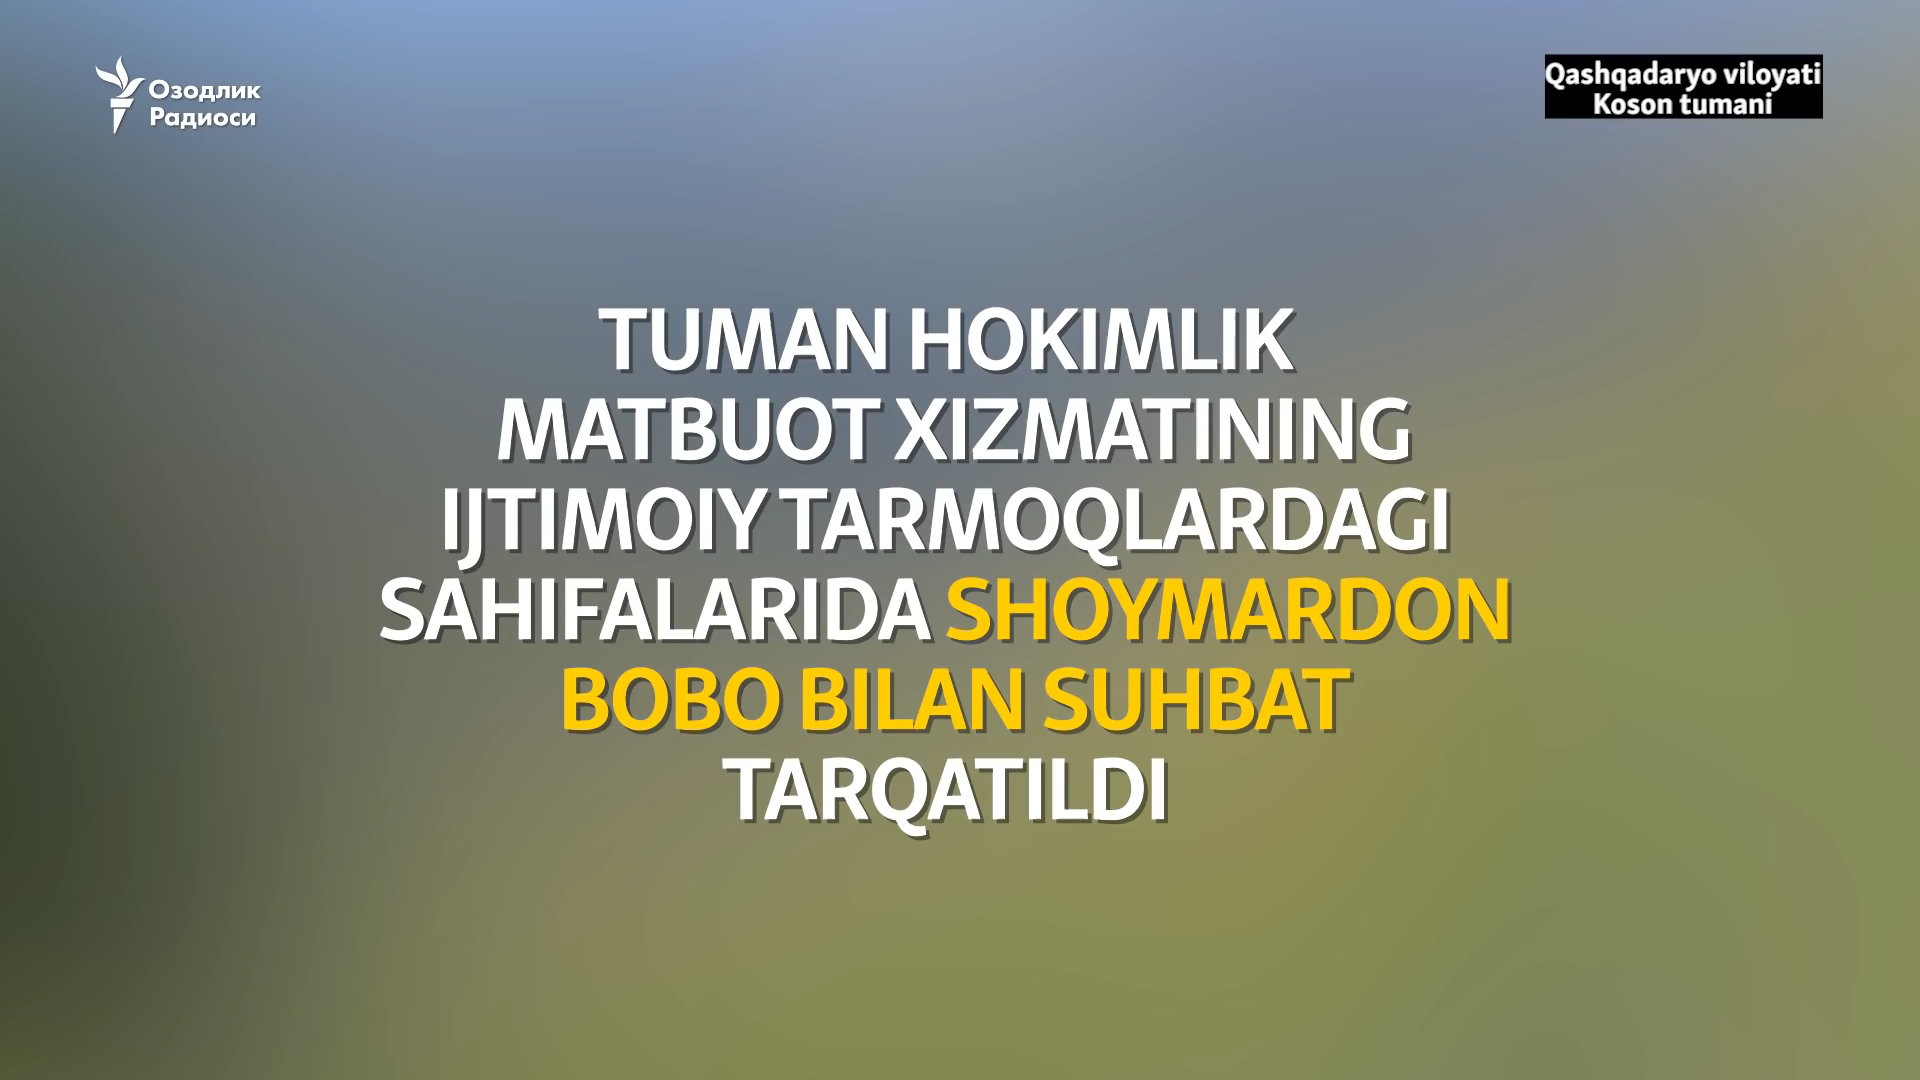 Озодлик
Радиоси
Qashqadaryo viloyati
Koson tumani
TUMAN HOKIMLIK
MATBUOT XIZMATINING
IJTIMOIY TARMOQLARDAGI
SAHIFALARIDA SHOYMARDON
BOBO BILAN SUHBAT
TARQATILDI